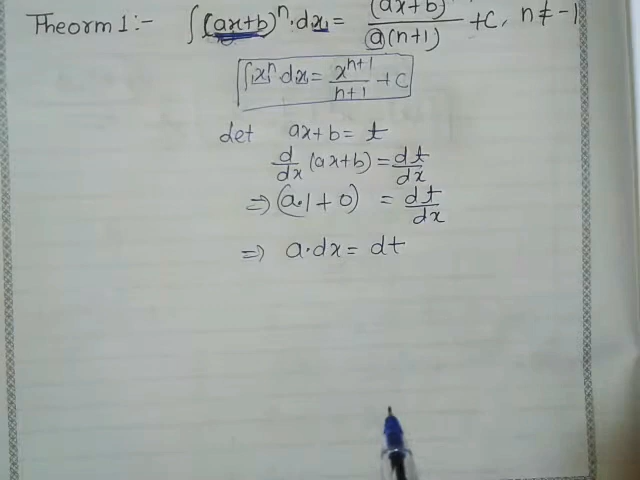 Theorm 1:- ∫(ax+b)^n·dx = (ax+b)/(a(n+1)) +C, n≠-1
∫x^n·dx = x^(n+1)/(n+1) +C
Let ax+b = t
d/dx (ax+b) = dt/dx
⇒ (a·1+0) = dt/dx
⇒ a·dx = dt